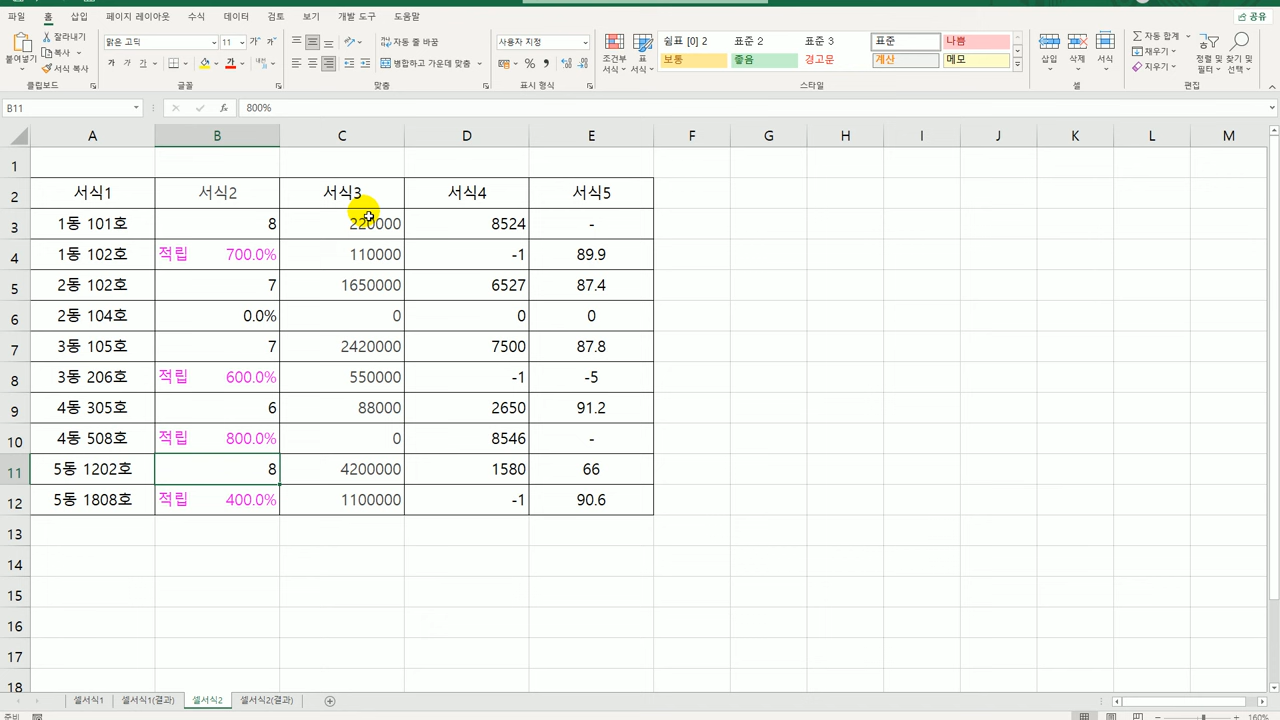 파일 홈 삽입 페이지 레이아웃 수식 데이터 검토 보기 개발 도구 도움말 공유
붙여넣기 잘라내기 복사 서식 복사 클립보드
맑은 고딕 11 가 가 가 가 가 가 글꼴
자동 줄 바꿈 병합하고 가운데 맞춤 맞춤
사용자 지정 % 표시 형식
조건부 서식 표 서식
쉼표 [0] 2 표준 2 표준 3 표준 나쁨
보통 좋음 경고문 계산 메모
스타일
삽입 삭제 서식 셀
자동 합계 채우기 지우기 정렬 및 필터 찾기 및 선택 편집
B11 fx 800%
A B C D E F G H I J K L M
1
2 서식1 서식2 서식3 서식4 서식5
3 1동 101호 8 220000 8524 -
4 1동 102호 적립 700.0% 110000 -1 89.9
5 2동 102호 7 1650000 6527 87.4
6 2동 104호 0.0% 0 0 0
7 3동 105호 7 2420000 7500 87.8
8 3동 206호 적립 600.0% 550000 -1 -5
9 4동 305호 6 88000 2650 91.2
10 4동 508호 적립 800.0% 0 8546 -
11 5동 1202호 8 4200000 1580 66
12 5동 1808호 적립 400.0% 1100000 -1 90.6
13
14
15
16
17
18
셀서식1 셀서식1(결과) 셀서식2 셀서식2(결과)
준비 160%